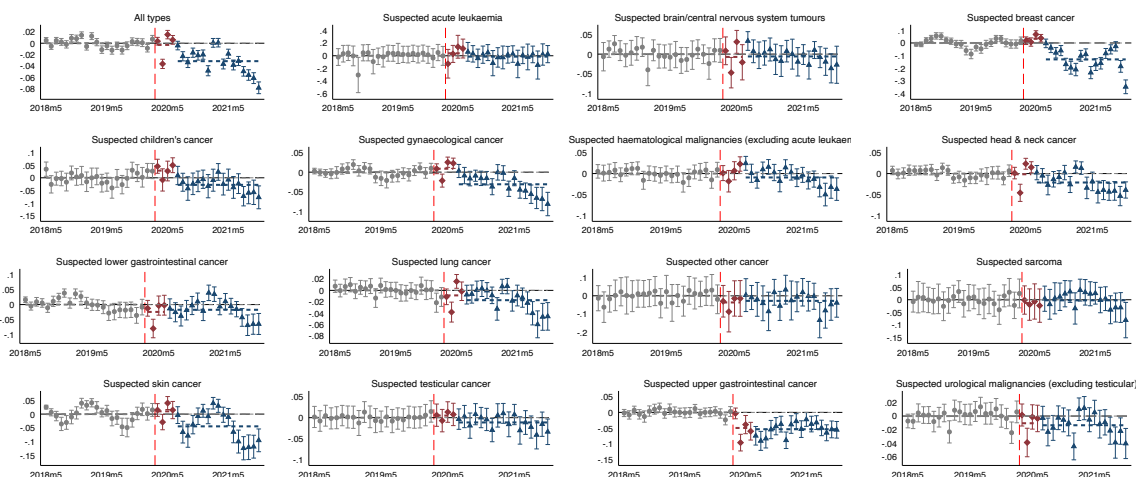 All types
.02
0
-.02
-.04
-.06
-.08
2018m5 2019m5 2020m5 2021m5
Suspected acute leukaemia
.4
.2
0
-.2
-.4
-.6
2018m5 2019m5 2020m5 2021m5
Suspected brain/central nervous system tumours
.05
0
-.05
-.1
2018m5 2019m5 2020m5 2021m5
Suspected breast cancer
.1
0
-.1
-.2
-.3
-.4
2018m5 2019m5 2020m5 2021m5
Suspected children's cancer
.1
.05
0
-.05
-.1
-.15
2018m5 2019m5 2020m5 2021m5
Suspected gynaecological cancer
.05
0
-.05
-.1
2018m5 2019m5 2020m5 2021m5
Suspected haematological malignancies (excluding acute leukaem
.05
0
-.05
-.1
2018m5 2019m5 2020m5 2021m5
Suspected head & neck cancer
.05
0
-.05
-.1
2018m5 2019m5 2020m5 2021m5
Suspected lower gastrointestinal cancer
.1
.05
0
-.05
-.1
2018m5 2019m5 2020m5 2021m5
Suspected lung cancer
.02
0
-.02
-.04
-.06
-.08
2018m5 2019m5 2020m5 2021m5
Suspected other cancer
.1
0
-.1
-.2
2018m5 2019m5 2020m5 2021m5
Suspected sarcoma
.1
.05
0
-.05
-.1
-.15
2018m5 2019m5 2020m5 2021m5
Suspected skin cancer
.05
0
-.05
-.1
-.15
2018m5 2019m5 2020m5 2021m5
Suspected testicular cancer
.05
0
-.05
-.1
2018m5 2019m5 2020m5 2021m5
Suspected upper gastrointestinal cancer
.05
0
-.05
-.1
-.15
2018m5 2019m5 2020m5 2021m5
Suspected urological malignancies (excluding testicular)
.02
0
-.02
-.04
-.06
2018m5 2019m5 2020m5 2021m5